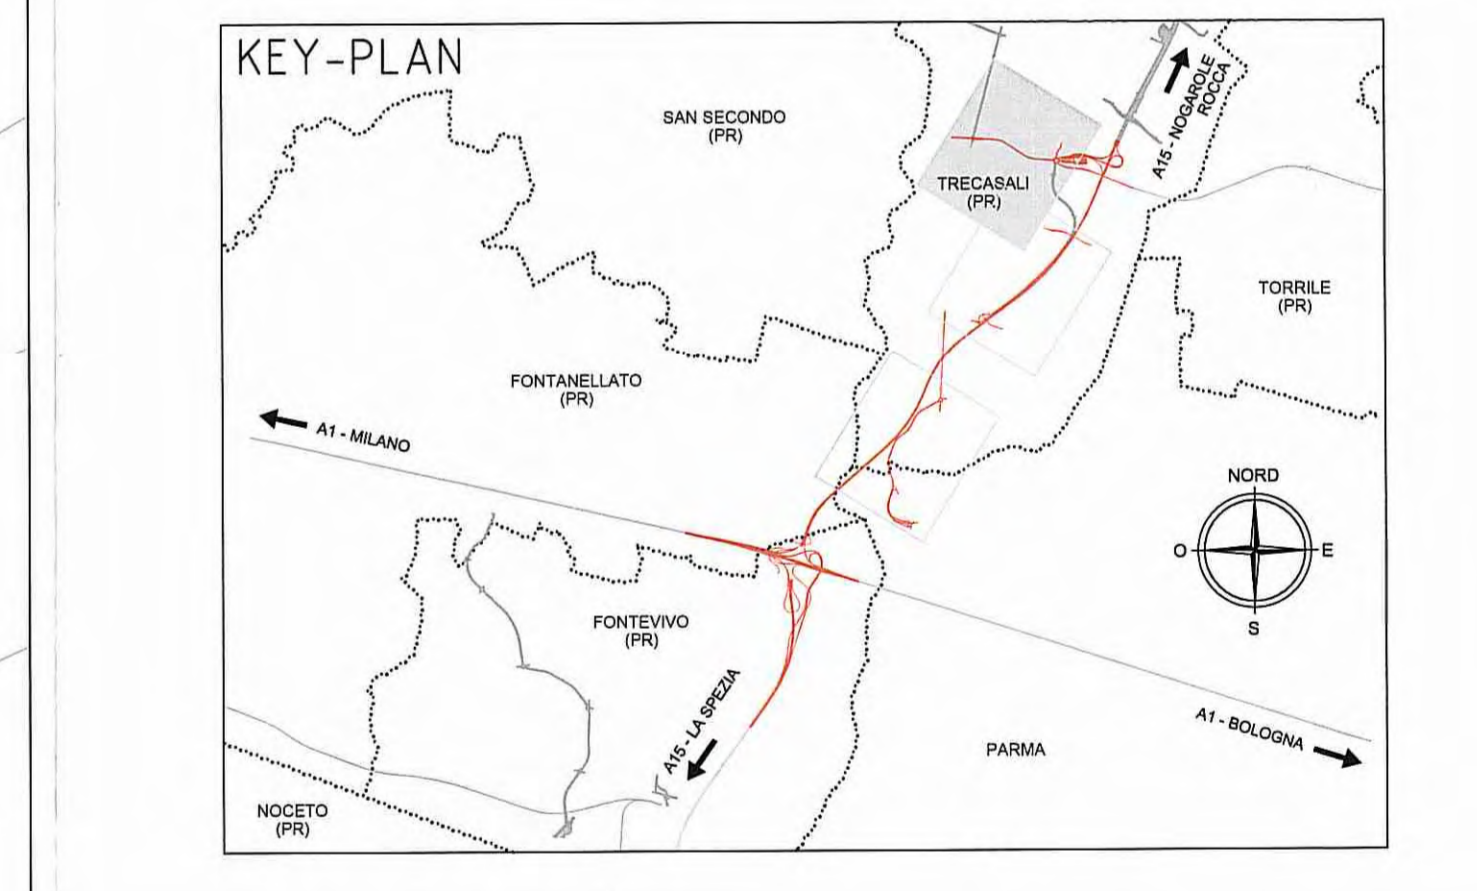 KEY-PLAN
SAN SECONDO
(PR)
A15 - NOGAROLE
ROCCA
TRECASALI
(PR)
TORRILE
(PR)
FONTANELLATO
(PR)
A1 - MILANO
NORD
O
E
S
FONTEVIVO
(PR)
A15 - LA SPEZIA
A1 - BOLOGNA
PARMA
NOCETO
(PR)